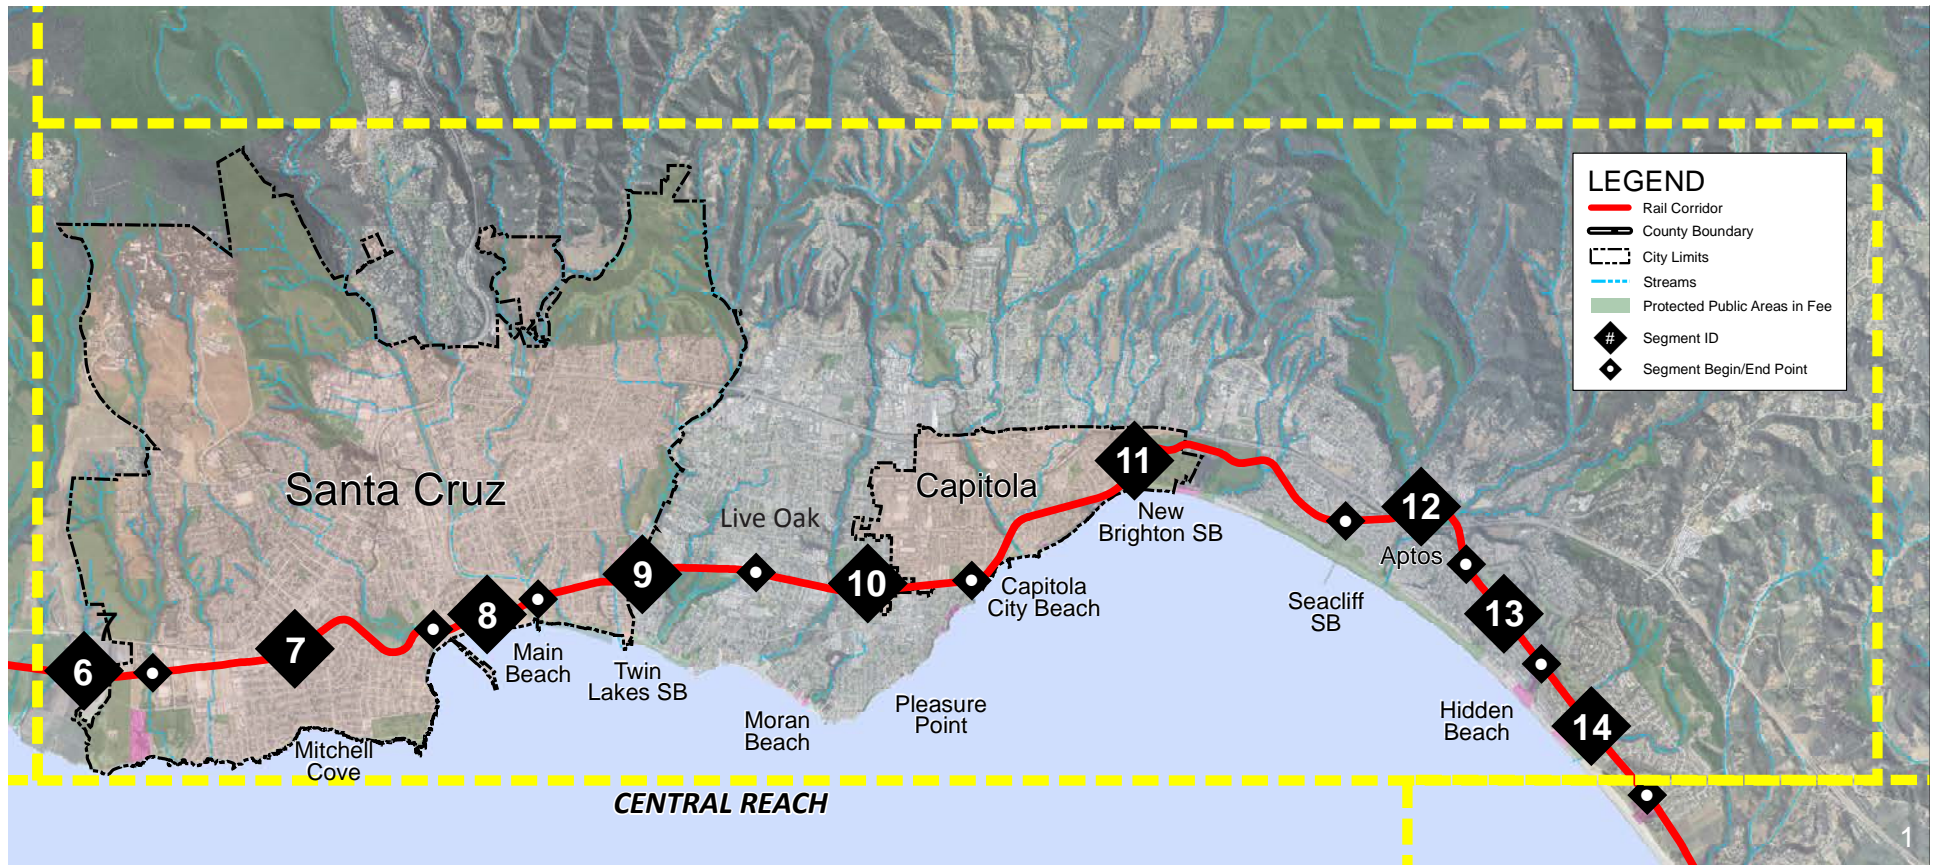 LEGEND
Rail Corridor
County Boundary
City Limits
Streams
Protected Public Areas in Fee
#
Segment ID
Segment Begin/End Point
Santa Cruz
Live Oak
Capitola
11
New
Brighton SB
12
Aptos
9
10
Capitola
City Beach
Seacliff
SB
13
8
7
6
Main
Beach
Twin
Lakes SB
Moran
Beach
Pleasure
Point
Hidden
Beach
14
Mitchell
Cove
CENTRAL REACH
1